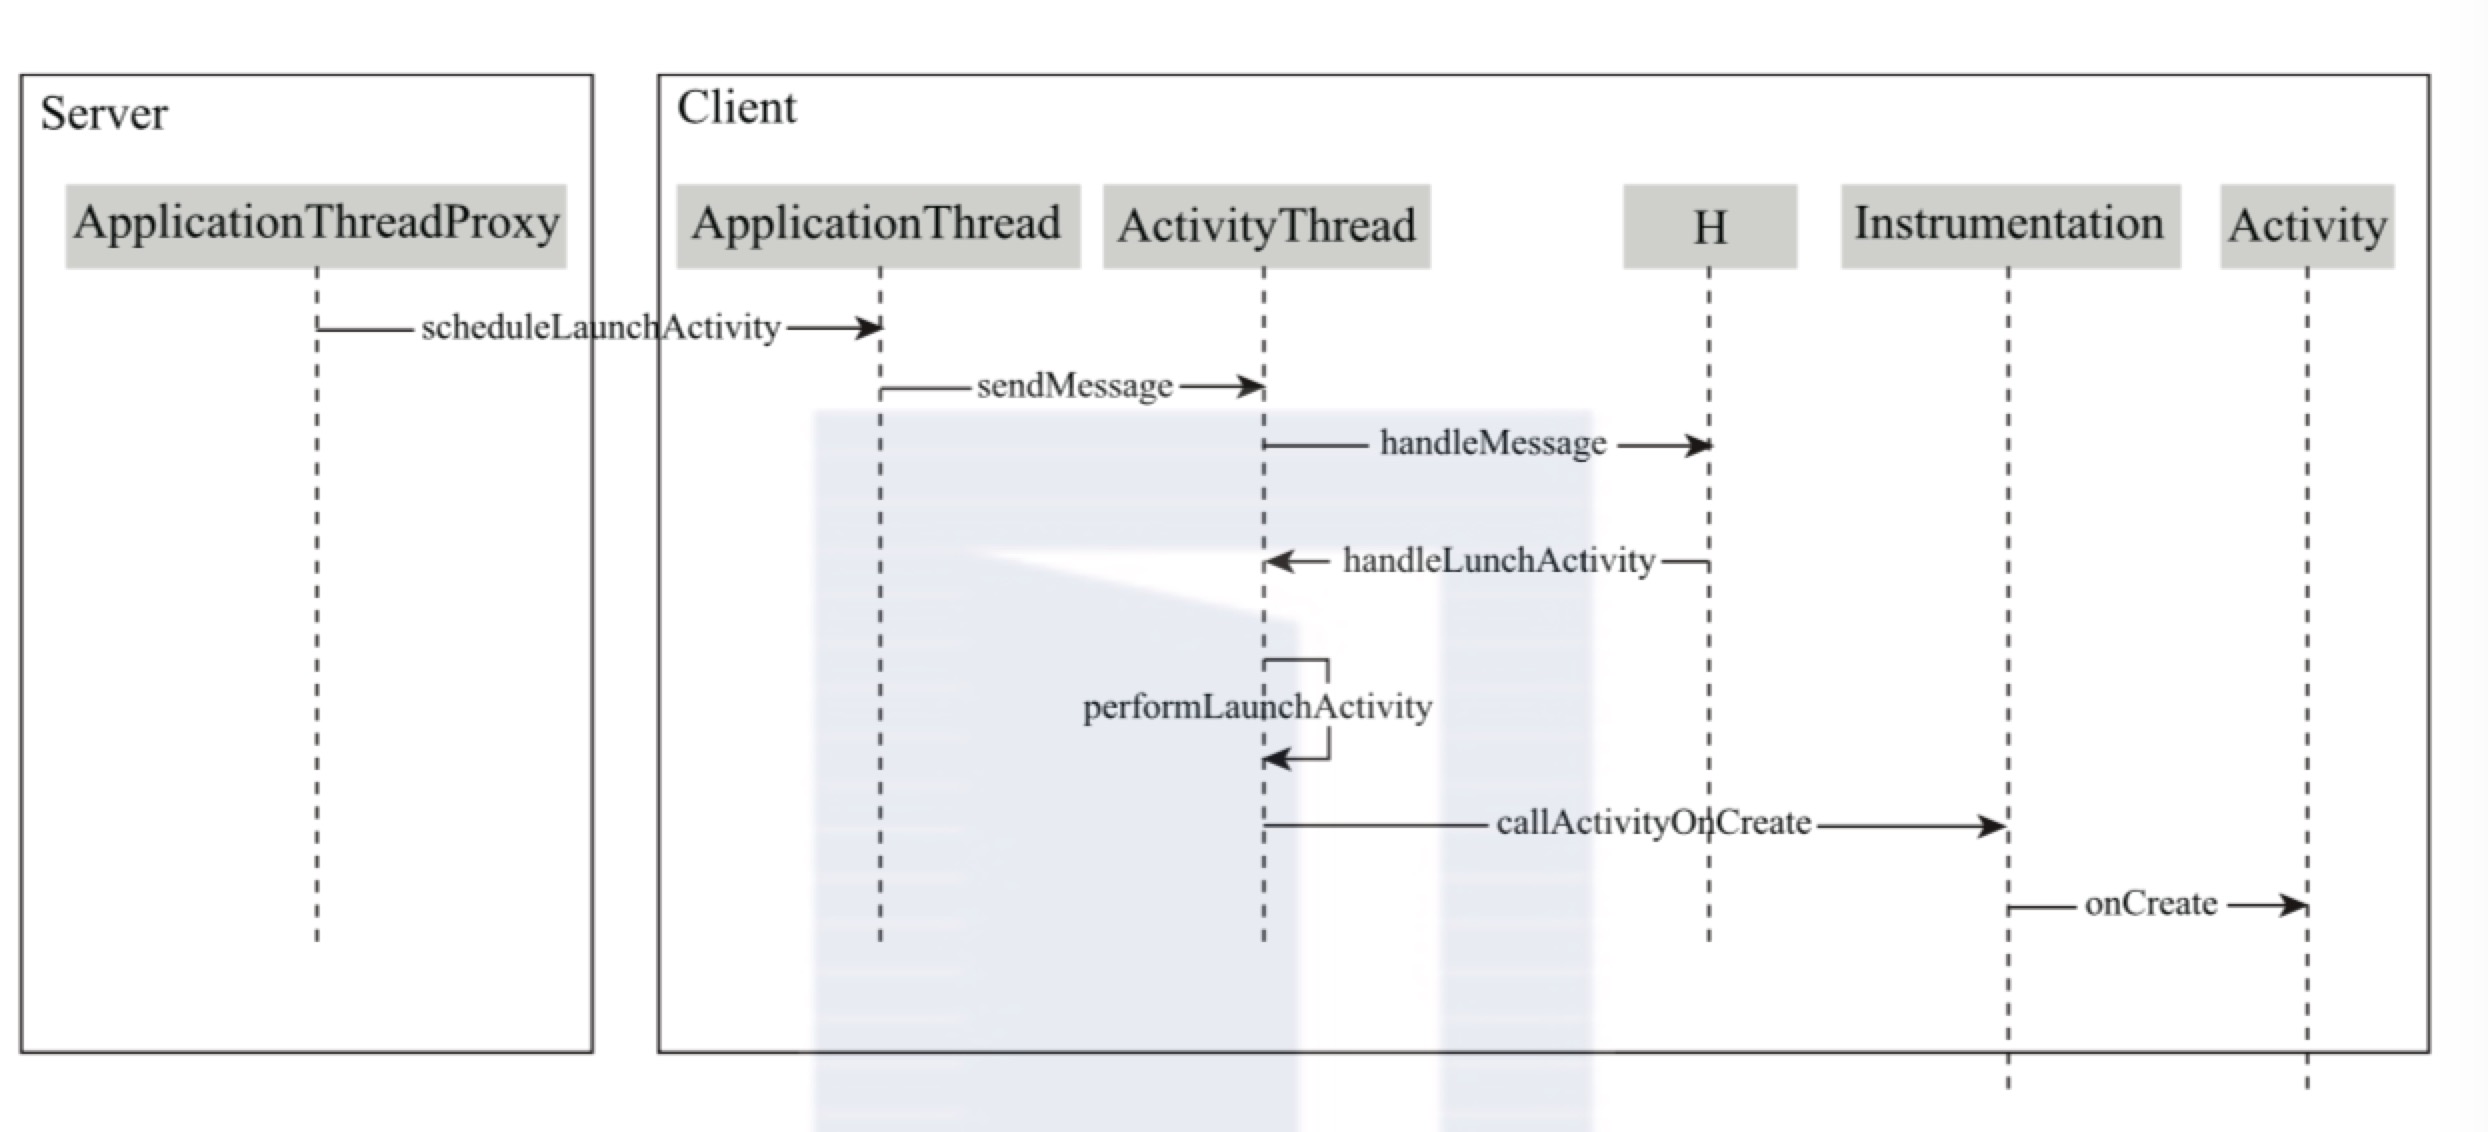 Server
Client
ApplicationThreadProxy
ApplicationThread
ActivityThread
H
Instrumentation
Activity
scheduleLaunchActivity
sendMessage
handleMessage
handleLunchActivity
performLaunchActivity
callActivityOnCreate
onCreate